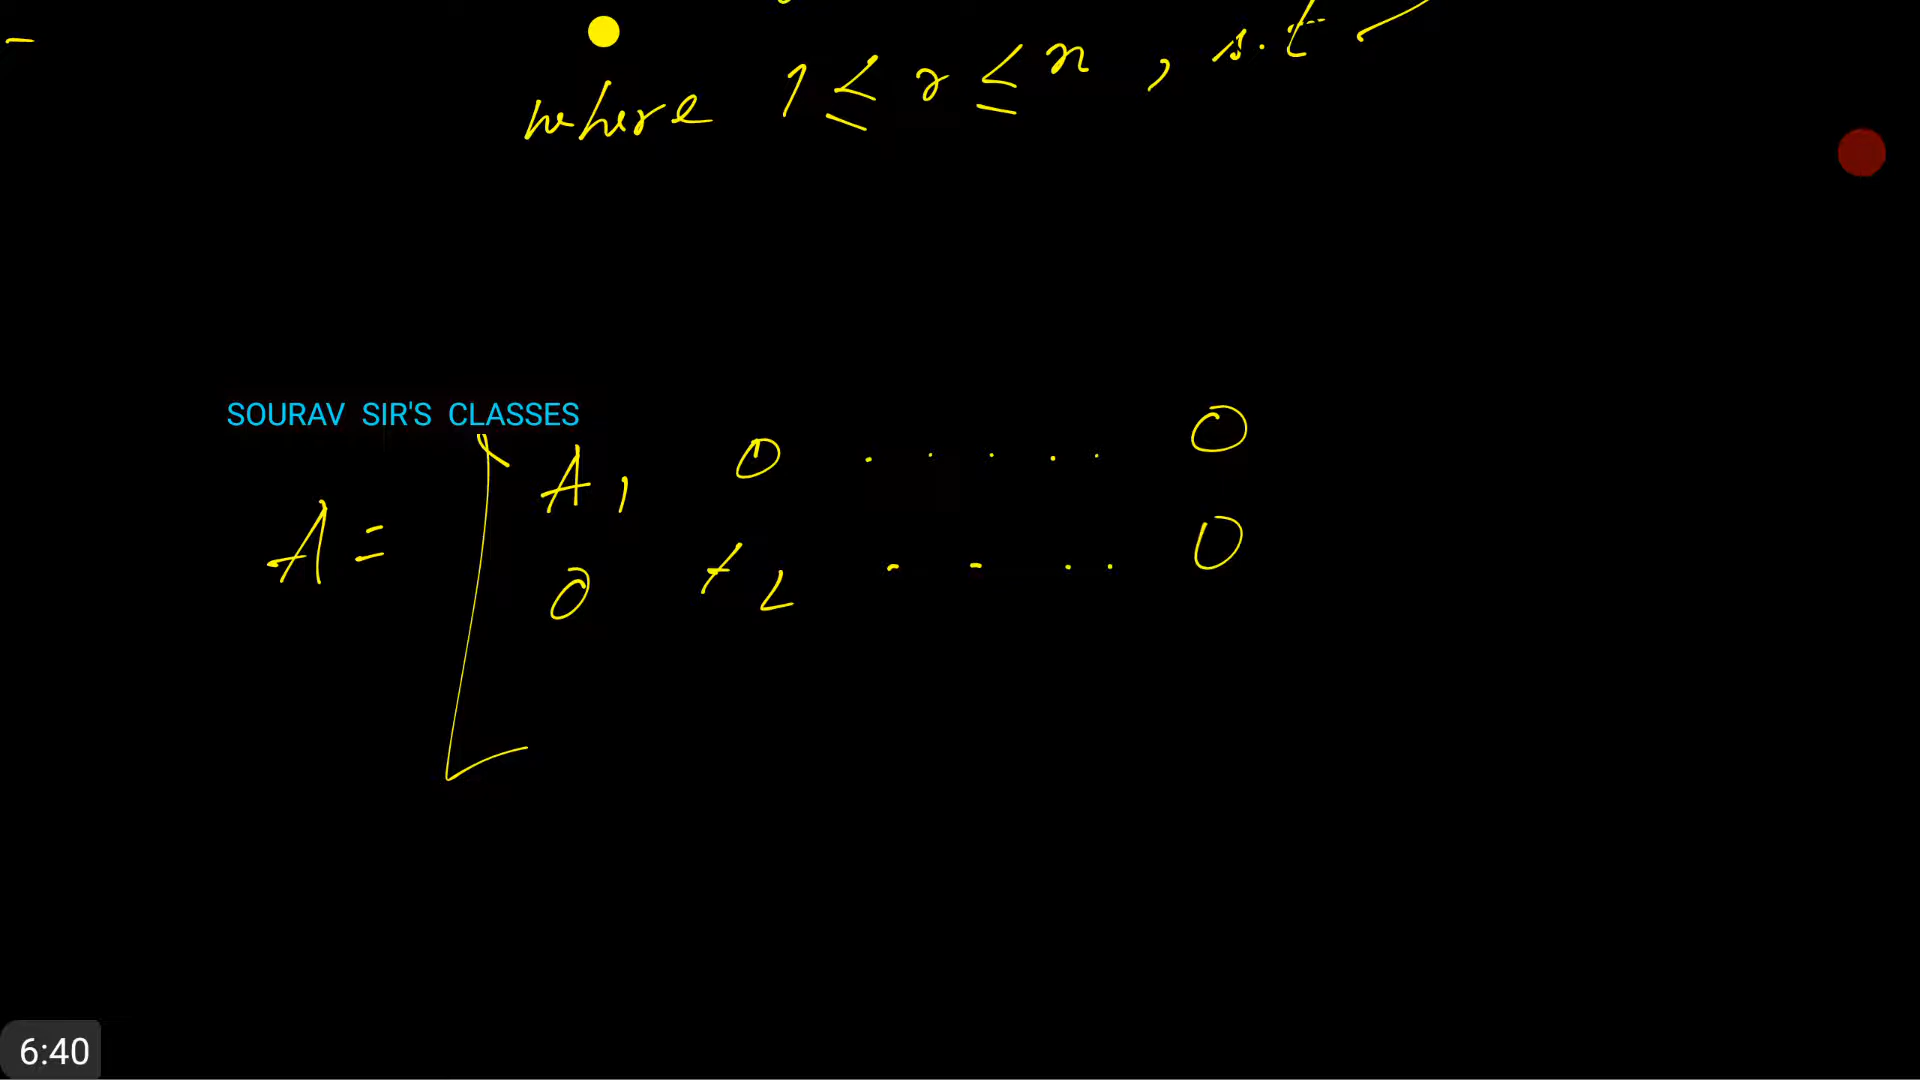 where 1 ≤ r ≤ n , s.t
SOURAV SIR'S CLASSES
A1 0 . . . . . 0
A =
0 A2 . . . . 0
6:40